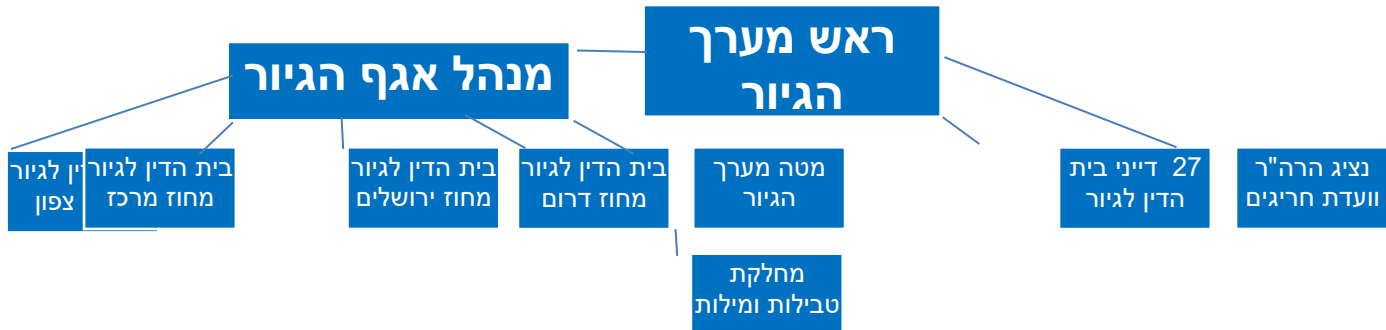 ראש מערך
הגיור
מנהל אגף הגיור
נציג הרה"ר
וועדת חריגים
27 דייני בית
הדין לגיור
מטה מערך
הגיור
בית הדין לגיור
מחוז דרום
בית הדין לגיור
מחוז ירושלים
בית הדין לגיור
מחוז מרכז
לגיור
צפון
מחלקת
טבילות ומילות